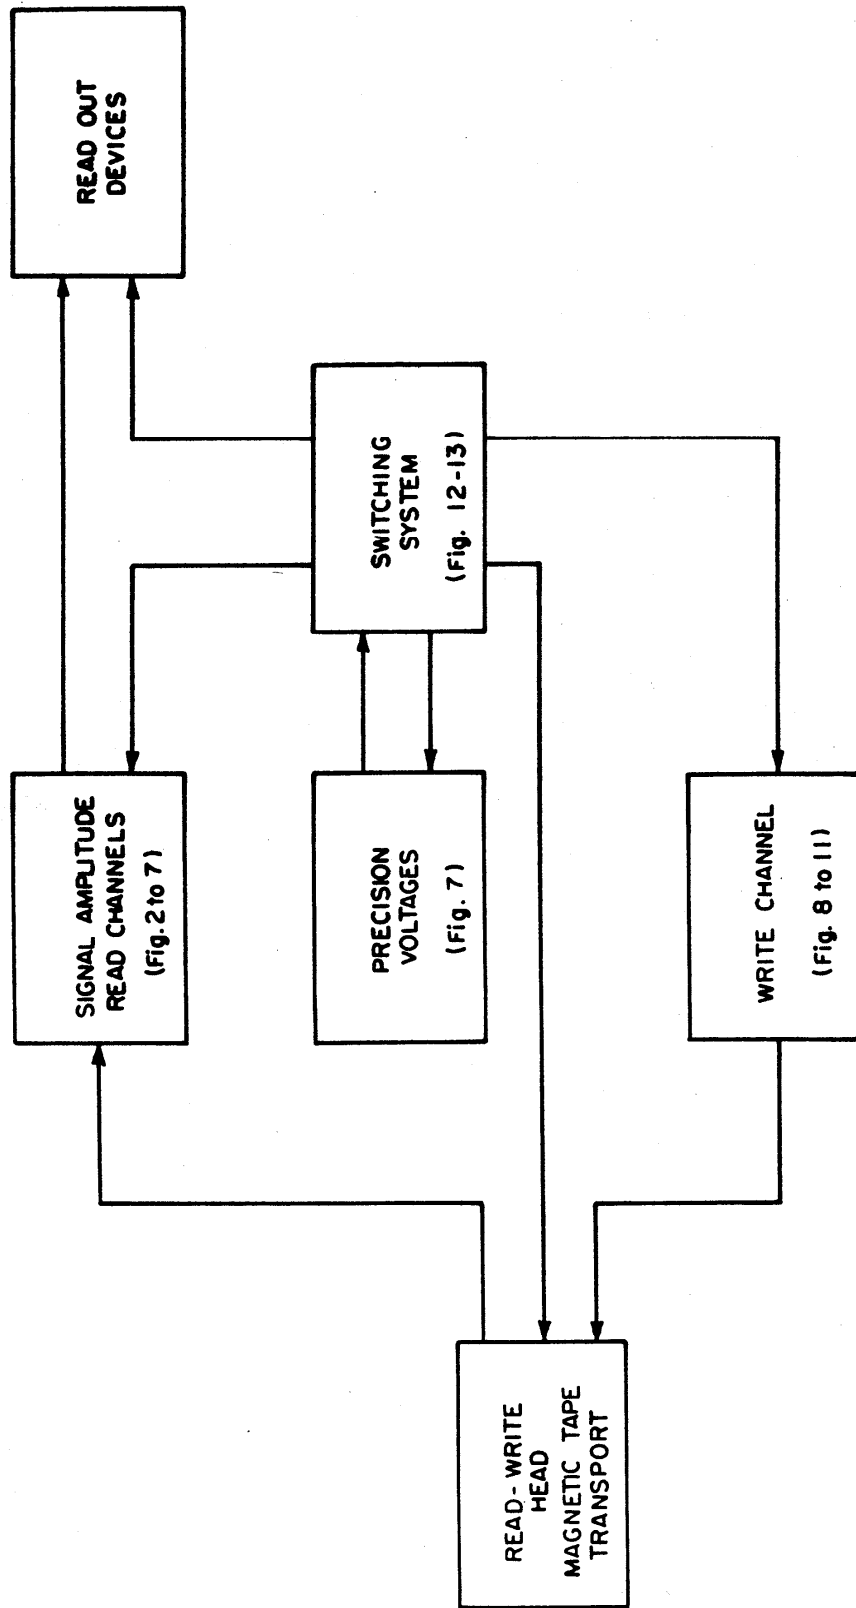 READ OUT
DEVICES
SIGNAL AMPLITUDE
READ CHANNELS
(Fig. 2 to 7)
SWITCHING
SYSTEM
(Fig. 12-13)
PRECISION
VOLTAGES
(Fig. 7)
WRITE CHANNEL
(Fig. 8 to 11)
READ-WRITE
HEAD
MAGNETIC TAPE
TRANSPORT